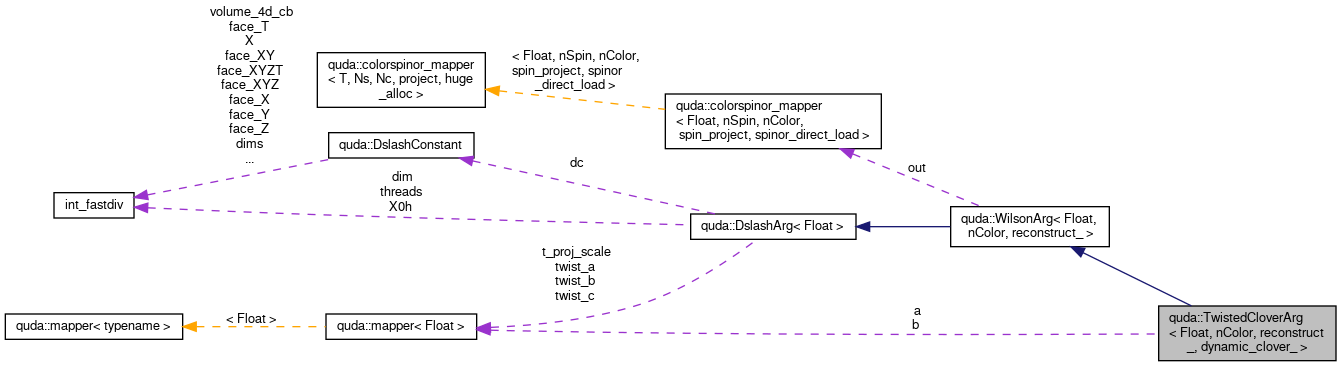 volume_4d_cb
face_T
X
face_XY
face_XYZT
face_XYZ
face_X
face_Y
face_Z
dims
...
quda::colorspinor_mapper
< T, Ns, Nc, project, huge
_alloc >
< Float, nSpin, nColor,
spin_project, spinor
_direct_load >
quda::colorspinor_mapper
< Float, nSpin, nColor,
spin_project, spinor_direct_load >
quda::DslashConstant
dc
out
int_fastdiv
dim
threads
X0h
quda::DslashArg< Float >
quda::WilsonArg< Float,
nColor, reconstruct_ >
t_proj_scale
twist_a
twist_b
twist_c
quda::mapper< typename >
< Float >
quda::mapper< Float >
a
b
quda::TwistedCloverArg
< Float, nColor, reconstruct
_, dynamic_clover_ >